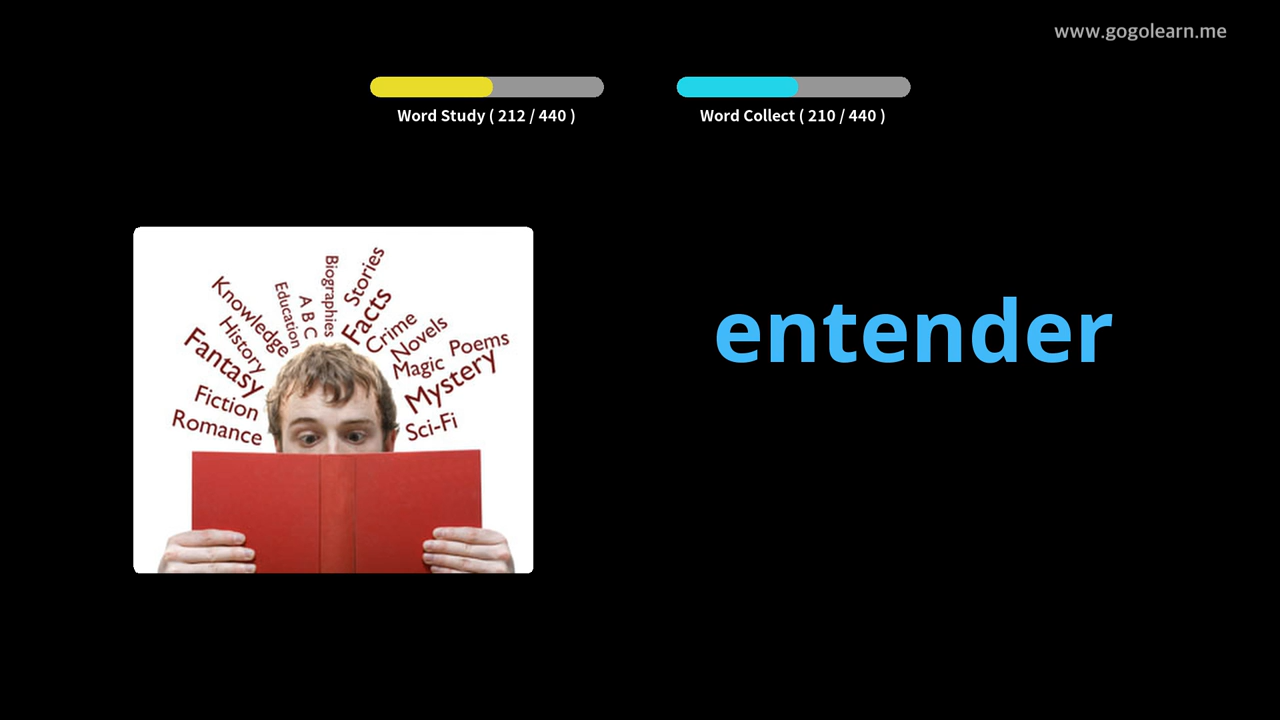 www.gogolearn.me
Word Study ( 212 / 440 )
Word Collect ( 210 / 440 )
entender
Biographies
Stories
Education
A B C
Facts
Knowledge
Crime
History
Novels
Fantasy
Poems
Magic
Mystery
Fiction
Romance
Sci-Fi